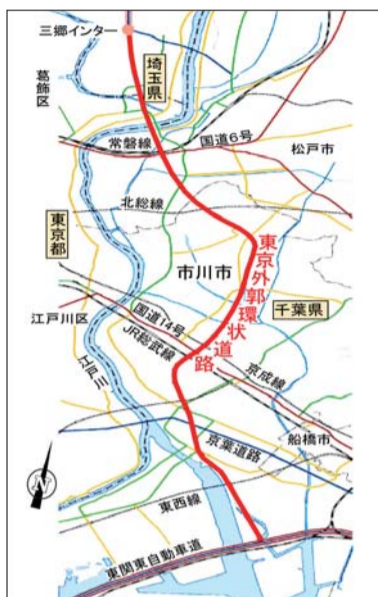 三郷インター
埼玉県
葛飾区
国道6号
常磐線
松戸市
北総線
東京都
市川市
東京外郭環状道路
千葉県
江戸川区
国道14号
JR総武線
江戸川
京成線
京葉道路
船橋市
N
東西線
東関東自動車道